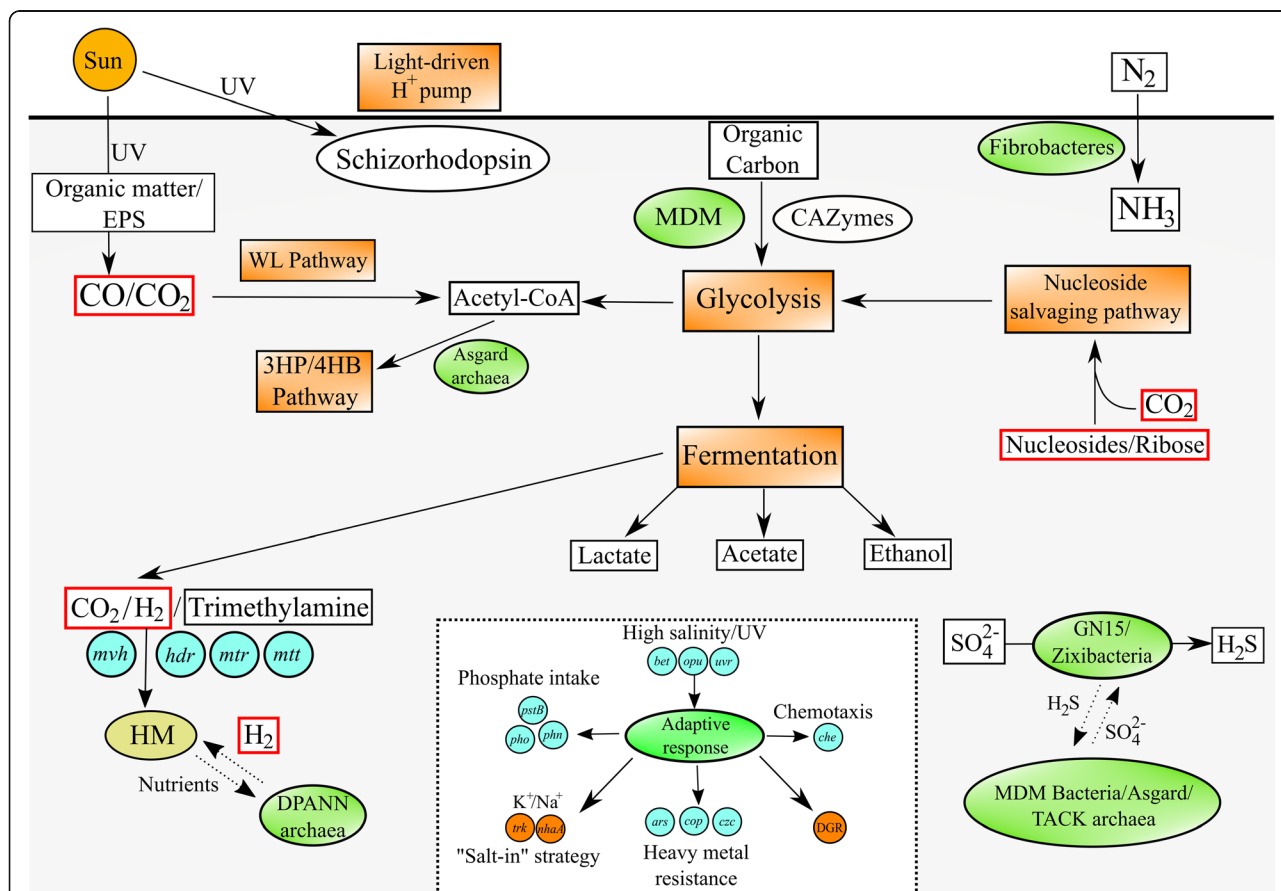 Sun
UV
UV
Light-driven
H+ pump
Schizorhodopsin
Organic matter/
EPS
CO/CO2
WL Pathway
Acetyl-CoA
3HP/4HB
Pathway
Asgard
archaea
Organic
Carbon
MDM
CAZymes
Glycolysis
Fibrobacteres
N2
NH3
Nucleoside
salvaging pathway
CO2
Nucleosides/Ribose
Fermentation
Lactate
Acetate
Ethanol
CO2/H2/Trimethylamine
mvh
hdr
mtr
mtt
HM
H2
Nutrients
DPANN
archaea
High salinity/UV
bet
opu
uvr
Phosphate intake
pstB
pho
phn
Adaptive
response
Chemotaxis
che
K+/Na+
trk
nhaA
"Salt-in" strategy
ars
cop
czc
Heavy metal
resistance
DGR
SO4 2-
GN15/
Zixibacteria
H2S
H2S
SO4 2-
MDM Bacteria/Asgard/
TACK archaea